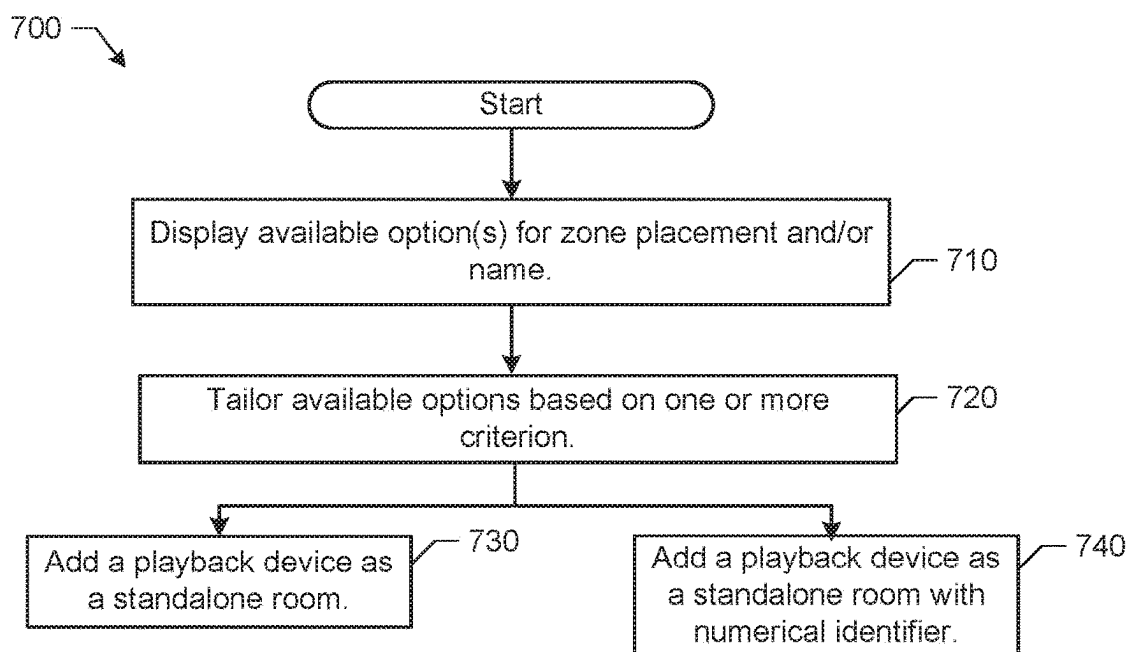 700
Start
Display available option(s) for zone placement and/or
name.
710
Tailor available options based on one or more
criterion.
720
Add a playback device as
a standalone room.
730
Add a playback device as
a standalone room with
numerical identifier.
740